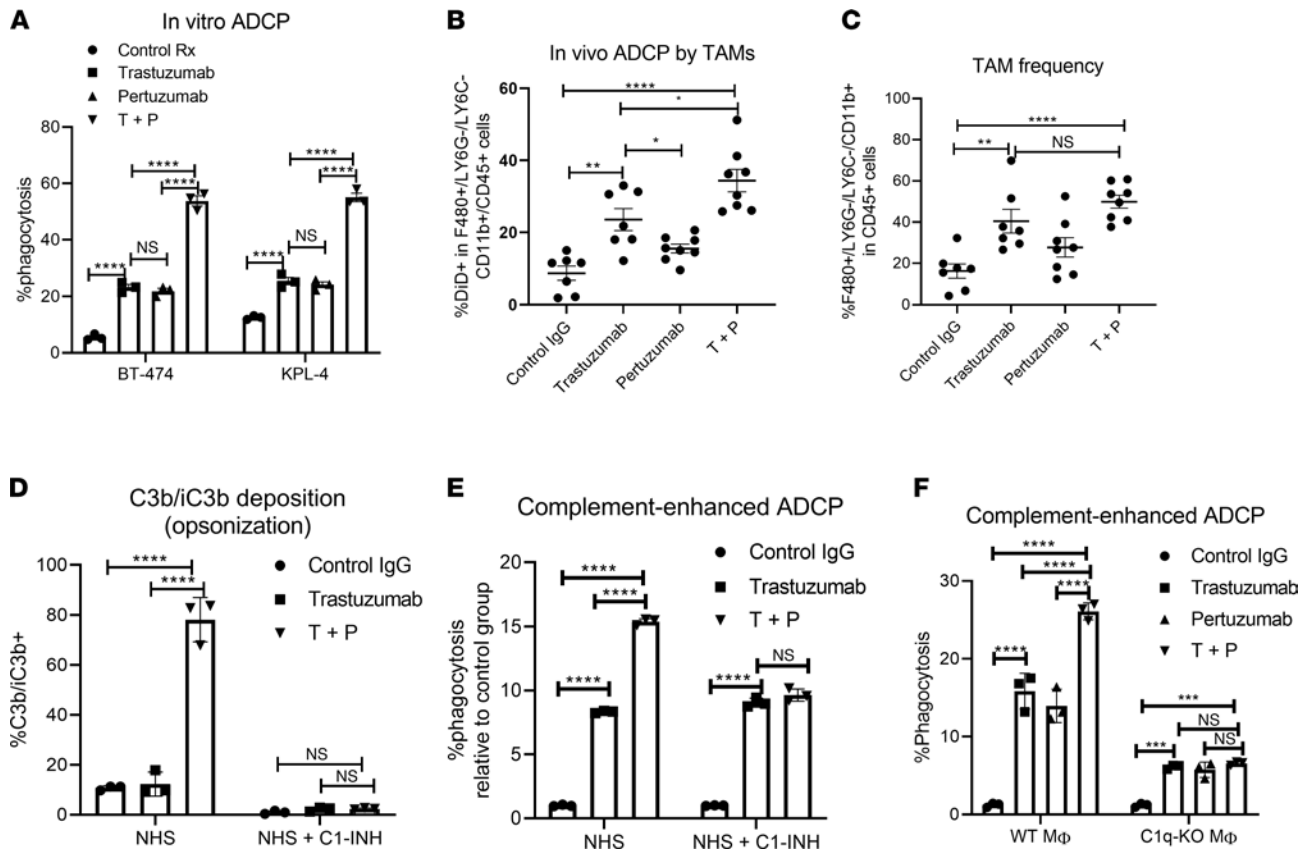 A
In vitro ADCP
Control Rx
Trastuzumab
Pertuzumab
T + P
%phagocytosis
80
60
40
20
0
****
****
****
NS
****
****
****
NS
BT-474
KPL-4
B
In vivo ADCP by TAMs
%DiD+ in F480+/LY6G-/LY6C-
CD11b+/CD45+ cells
60
40
20
0
****
*
*
**
Control IgG
Trastuzumab
Pertuzumab
T + P
C
TAM frequency
%F480+/LY6G-/LY6C-/CD11b+
in CD45+ cells
100
80
60
40
20
0
****
**
NS
Control IgG
Trastuzumab
Pertuzumab
T + P
D
C3b/iC3b deposition
(opsonization)
Control IgG
Trastuzumab
T + P
%C3b/iC3b+
100
80
60
40
20
0
****
****
NS
NS
NHS
NHS + C1-INH
E
Complement-enhanced ADCP
Control IgG
Trastuzumab
T + P
%phagocytosis
relative to control group
20
15
10
5
0
****
****
****
NS
****
NHS
NHS + C1-INH
F
Complement-enhanced ADCP
Control IgG
Trastuzumab
Pertuzumab
T + P
%Phagocytosis
30
20
10
0
****
****
****
****
***
NS
***
NS
WT MΦ
C1q-KO MΦ